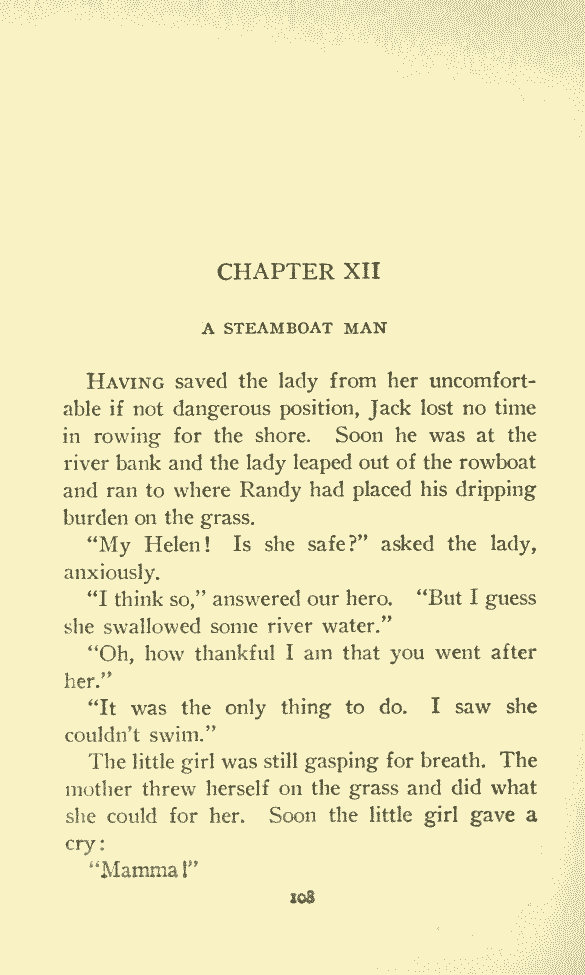 CHAPTER XII
A STEAMBOAT MAN
HAVING saved the lady from her uncomfort-
able if not dangerous position, Jack lost no time
in rowing for the shore. Soon he was at the
river bank and the lady leaped out of the rowboat
and ran to where Randy had placed his dripping
burden on the grass.
"My Helen! Is she safe?" asked the lady,
anxiously.
"I think so," answered our hero. "But I guess
she swallowed some river water."
"Oh, how thankful I am that you went after
her."
"It was the only thing to do. I saw she
couldn't swim."
The little girl was still gasping for breath. The
mother threw herself on the grass and did what
she could for her. Soon the little girl gave a
cry:
"Mamma!"
108